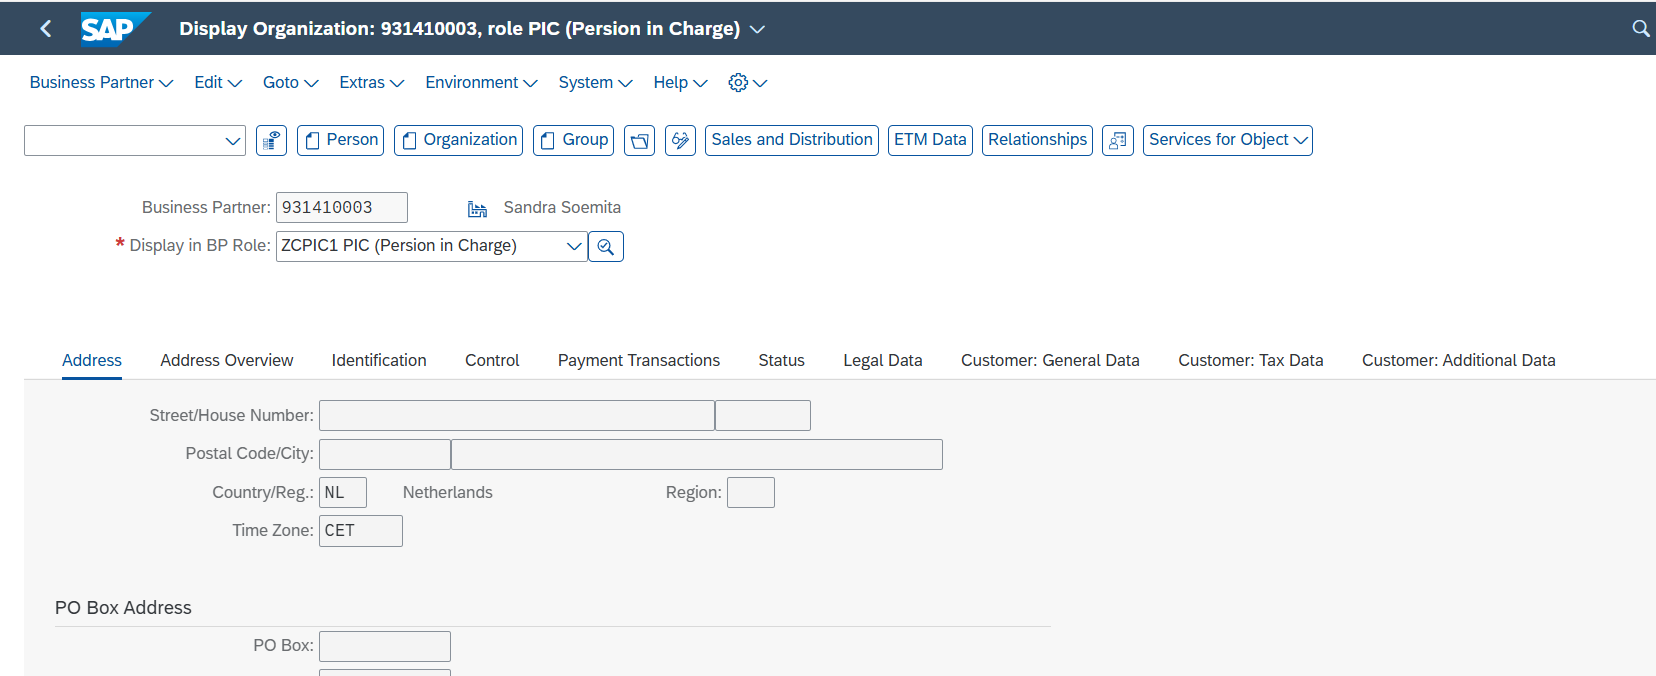 SAP Display Organization: 931410003, role PIC (Persion in Charge)
Business Partner Edit Goto Extras Environment System Help
Person Organization Group Sales and Distribution ETM Data Relationships Services for Object
Business Partner: 931410003 Sandra Soemita
* Display in BP Role: ZCPIC1 PIC (Persion in Charge)
Address Address Overview Identification Control Payment Transactions Status Legal Data Customer: General Data Customer: Tax Data Customer: Additional Data
Street/House Number:
Postal Code/City:
Country/Reg.: NL Netherlands Region:
Time Zone: CET
PO Box Address
PO Box: